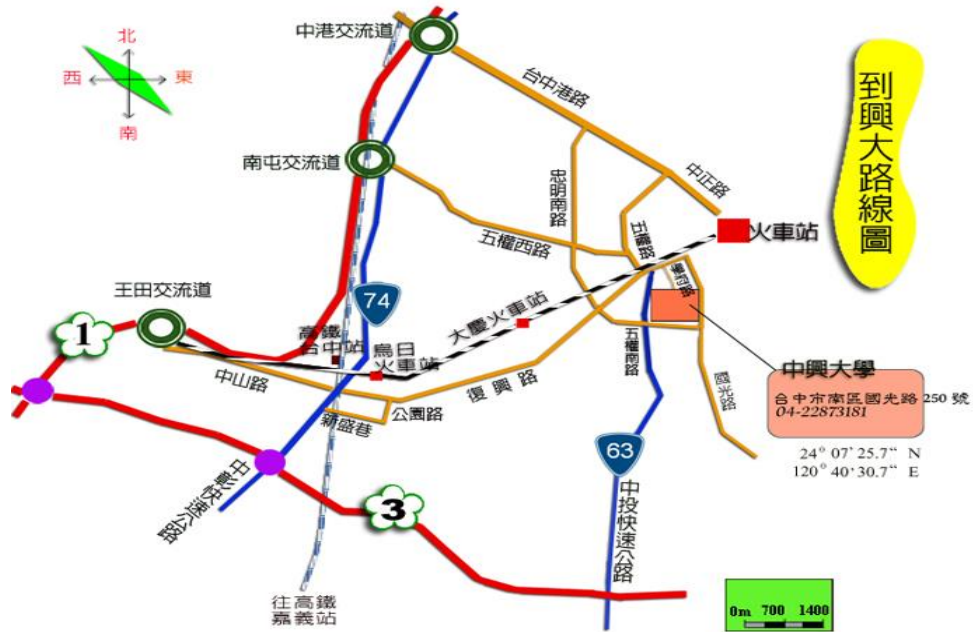 中港交流道
北
西
東
南
台中港路
到興大路線圖
南屯交流道
忠明南路
中正路
五權西路
五權路
火車站
學府路
王田交流道
74
大慶火車站
1
高鐵
台中站
烏日
火車站
五權南路
中興大學
中山路
復興路
國光路
台中市南區國光路 250 號
04-22873181
公園路
新盛巷
24° 07' 25.7“ N
120° 40' 30.7“ E
63
中彰快速公路
3
中投快速公路
往高鐵
嘉義站
0m 700 1400